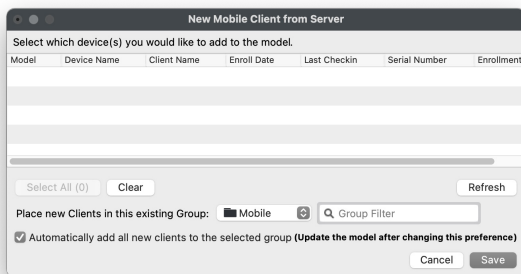 New Mobile Client from Server
Select which device(s) you would like to add to the model.
Model Device Name Client Name Enroll Date Last Checkin Serial Number Enrollment
Select All (0) Clear Refresh
Place new Clients in this existing Group: Mobile Group Filter
Automatically add all new clients to the selected group (Update the model after changing this preference)
Cancel Save